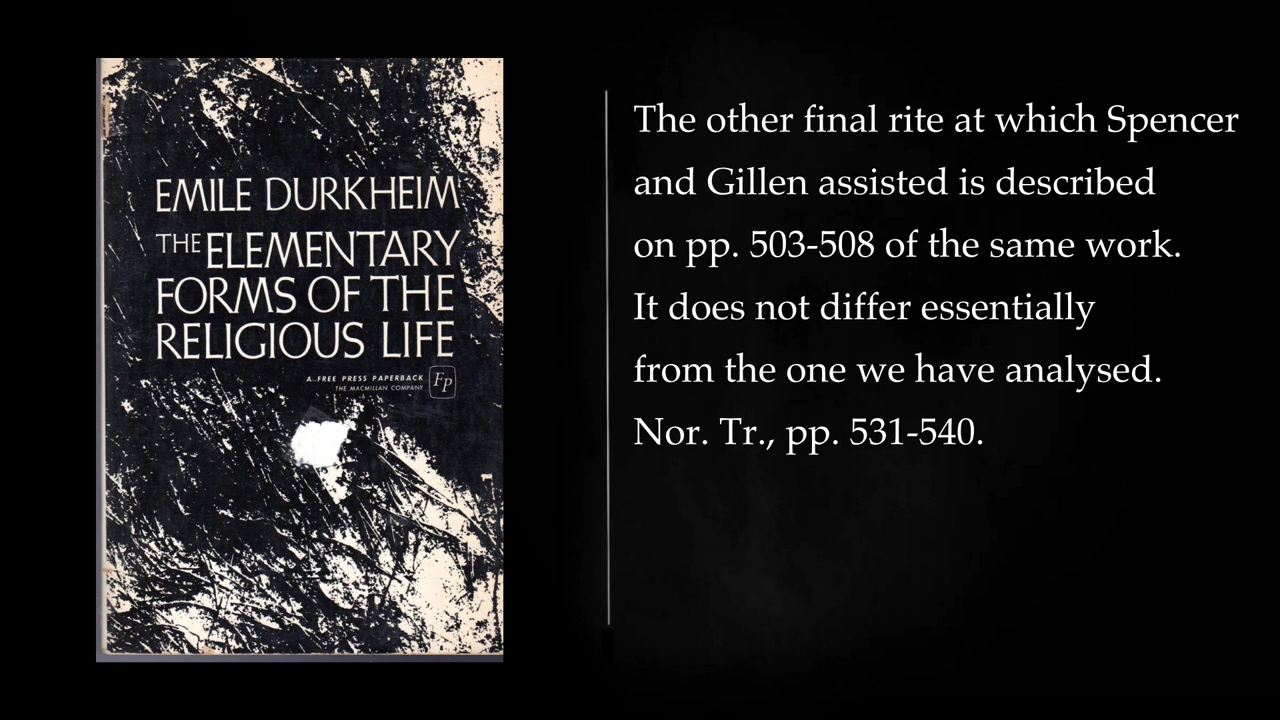 EMILE DURKHEIM
THE ELEMENTARY
FORMS OF THE
RELIGIOUS LIFE
A FREE PRESS PAPERBACK
THE MACMILLAN COMPANY
Fp
The other final rite at which Spencer
and Gillen assisted is described
on pp. 503-508 of the same work.
It does not differ essentially
from the one we have analysed.
Nor. Tr., pp. 531-540.